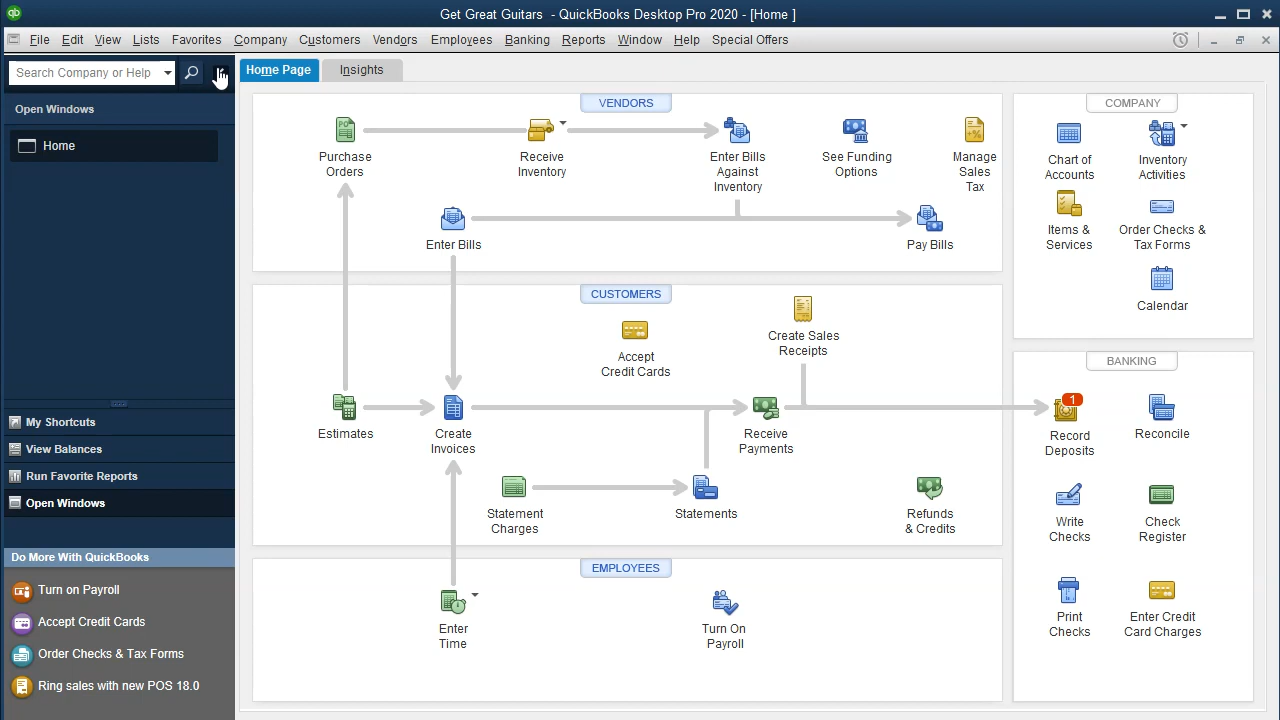 qb
Get Great Guitars - QuickBooks Desktop Pro 2020 - [Home ]
File Edit View Lists Favorites Company Customers Vendors Employees Banking Reports Window Help Special Offers
Search Company or Help
Home Page Insights
Open Windows
Home
My Shortcuts
View Balances
Run Favorite Reports
Open Windows
Do More With QuickBooks
Turn on Payroll
Accept Credit Cards
Order Checks & Tax Forms
Ring sales with new POS 18.0
VENDORS
PO
Purchase
Orders
Receive
Inventory
Enter Bills
Against
Inventory
See Funding
Options
Manage
Sales
Tax
Enter Bills
Pay Bills
CUSTOMERS
Accept
Credit Cards
Create Sales
Receipts
Estimates
Create
Invoices
Receive
Payments
Statement
Charges
Statements
Refunds
& Credits
EMPLOYEES
Enter
Time
Turn On
Payroll
COMPANY
Chart of
Accounts
Inventory
Activities
Items &
Services
Order Checks &
Tax Forms
Calendar
BANKING
1
Record
Deposits
Reconcile
Write
Checks
Check
Register
Print
Checks
Enter Credit
Card Charges